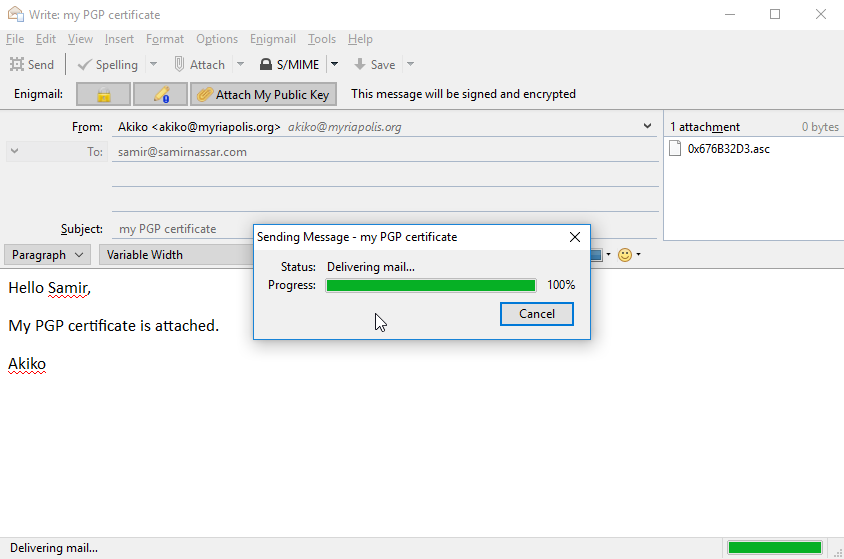 Write: my PGP certificate
File Edit View Insert Format Options Enigmail Tools Help
Send Spelling Attach S/MIME Save
Enigmail: Attach My Public Key This message will be signed and encrypted
From: Akiko <akiko@myriapolis.org> akiko@myriapolis.org
1 attachment 0 bytes
To: samir@samirnassar.com
0x676B32D3.asc
Subject: my PGP certificate
Paragraph Variable Width
Sending Message - my PGP certificate
Status: Delivering mail...
Progress: 100%
Cancel
Hello Samir,
My PGP certificate is attached.
Akiko
Delivering mail...